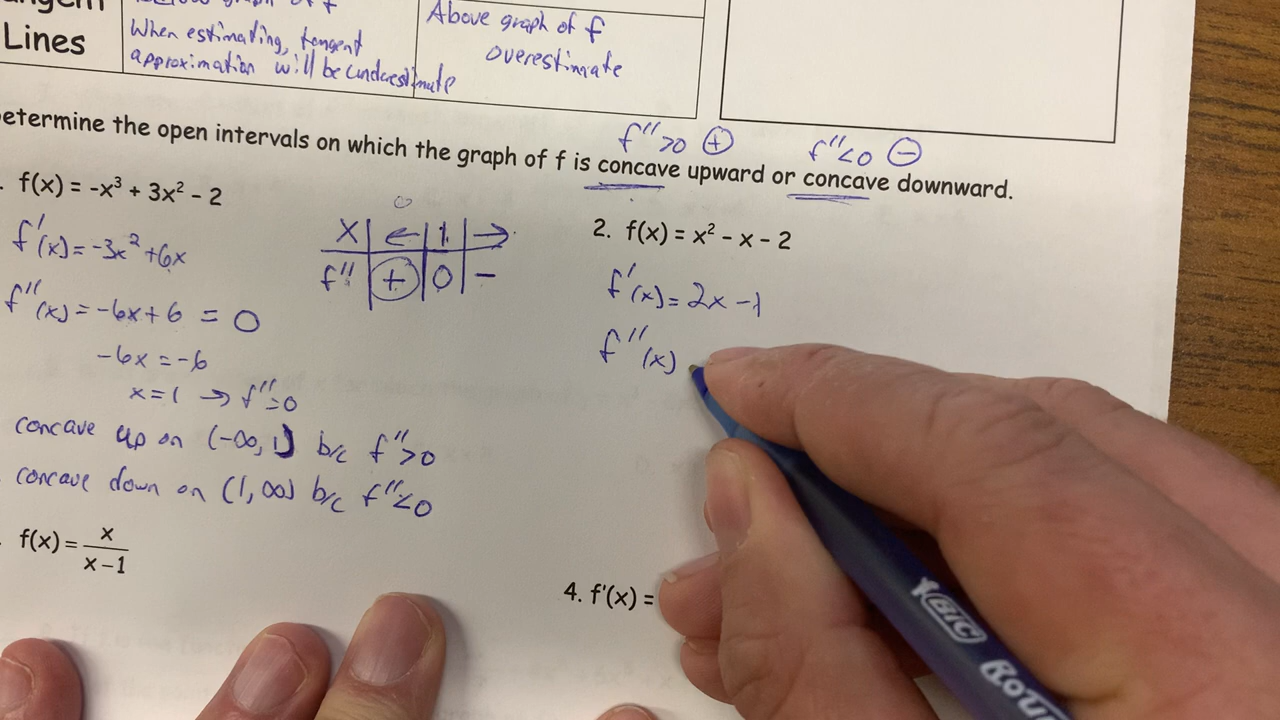 Lines
When estimating, tangent
approximation will be underestimate
Above graph of f
overestimate
etermine the open intervals on which the graph of f is concave upward or concave downward.
f''>0 ⊕
f''<0 ⊖
f(x) = -x³ + 3x² - 2
f'(x) = -3x² + 6x
f''(x) = -6x + 6 = 0
-6x = -6
x = 1 → f'' = 0
concave up on (-∞, 1) b/c f''>0
concave down on (1, ∞) b/c f''<0
X ← 1 →
f'' + 0 -
2. f(x) = x² - x - 2
f'(x) = 2x - 1
f''(x)
f(x) = x/(x-1)
4. f'(x) =
BIC